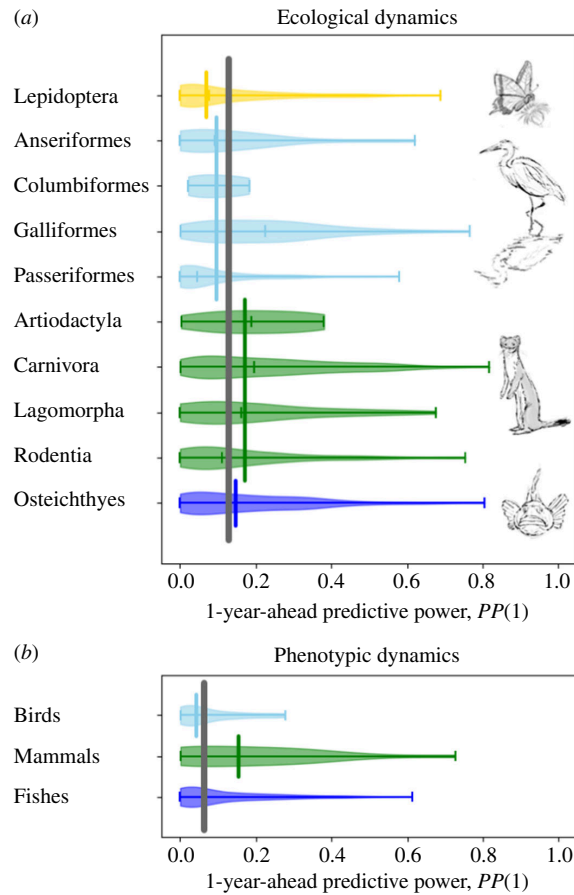 (a)
Ecological dynamics
Lepidoptera
Anseriformes
Columbiformes
Galliformes
Passeriformes
Artiodactyla
Carnivora
Lagomorpha
Rodentia
Osteichthyes
0.0 0.2 0.4 0.6 0.8 1.0
1-year-ahead predictive power, PP(1)
(b)
Phenotypic dynamics
Birds
Mammals
Fishes
0.0 0.2 0.4 0.6 0.8 1.0
1-year-ahead predictive power, PP(1)